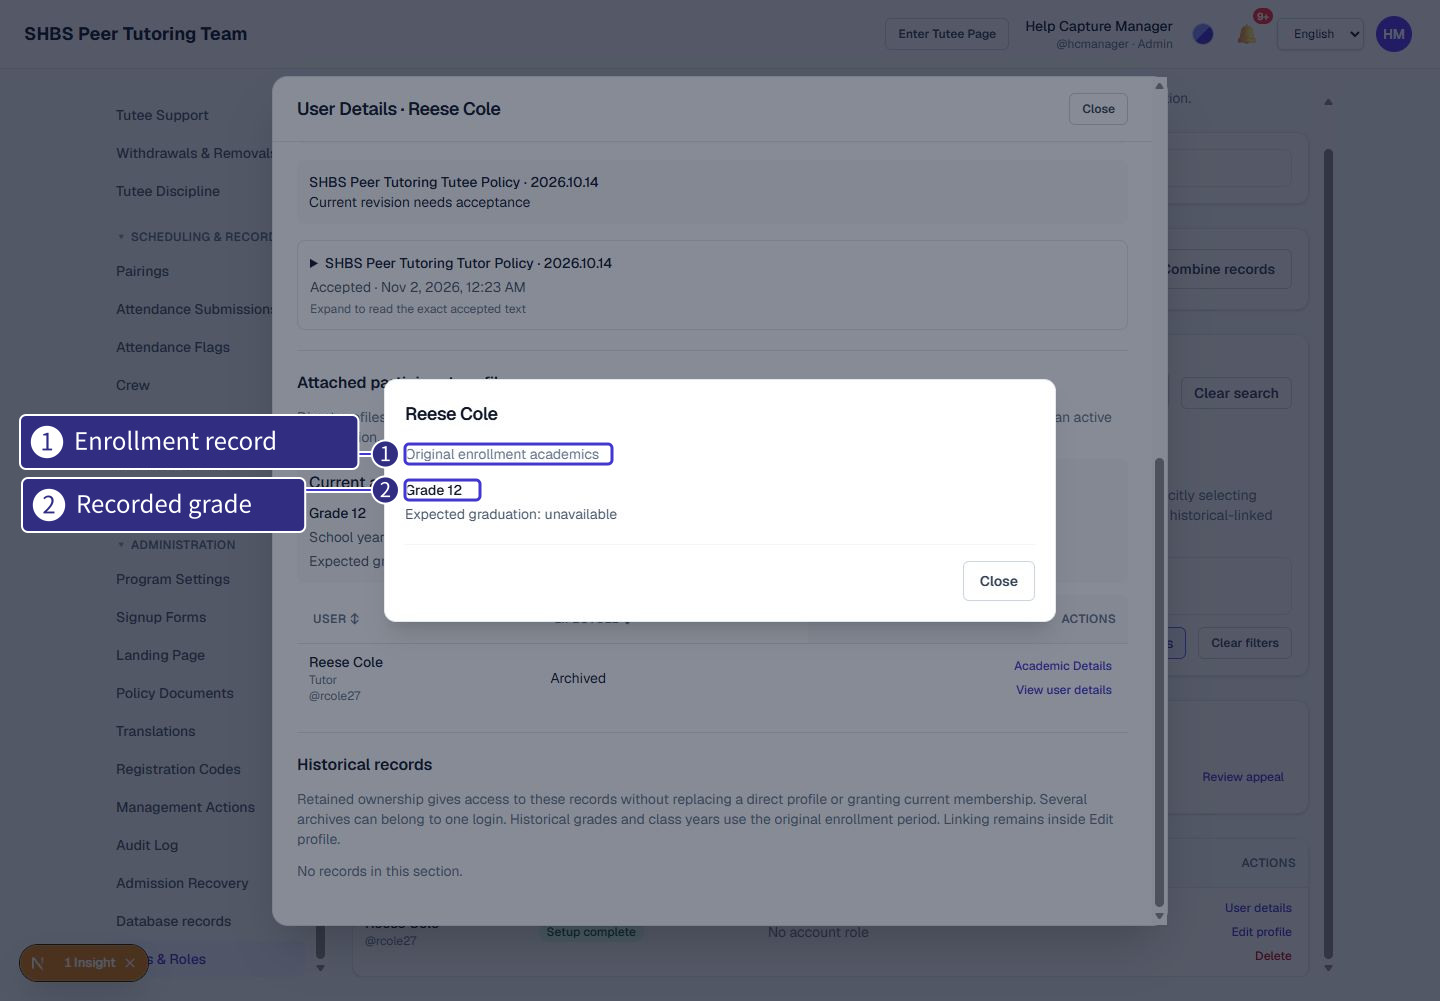 SHBS Peer Tutoring Team
Enter Tutee Page
Help Capture Manager
@hcmanager · Admin
9+
English
HM
Tutee Support
Withdrawals & Removals
Tutee Discipline
SCHEDULING & RECORD
Pairings
Attendance Submissions
Attendance Flags
Crew
ADMINISTRATION
Program Settings
Signup Forms
Landing Page
Policy Documents
Translations
Registration Codes
Management Actions
Audit Log
Admission Recovery
Database records
s & Roles
1 Insight
User Details · Reese Cole
Close
SHBS Peer Tutoring Tutee Policy · 2026.10.14
Current revision needs acceptance
SHBS Peer Tutoring Tutor Policy · 2026.10.14
Accepted · Nov 2, 2026, 12:23 AM
Expand to read the exact accepted text
Attached
an active
Current
Grade 12
School year
Expected
1 Enrollment record
2 Recorded grade
Reese Cole
1 Original enrollment academics
2 Grade 12
Expected graduation: unavailable
Close
USER
ACTIONS
Reese Cole
Tutor
@rcole27
Archived
Academic Details
View user details
Historical records
Retained ownership gives access to these records without replacing a direct profile or granting current membership. Several
archives can belong to one login. Historical grades and class years use the original enrollment period. Linking remains inside Edit
profile.
No records in this section.
tion.
Combine records
Clear search
citly selecting
historical-linked
s
Clear filters
Review appeal
ACTIONS
User details
@rcole27
Setup complete
No account role
Edit profile
Delete